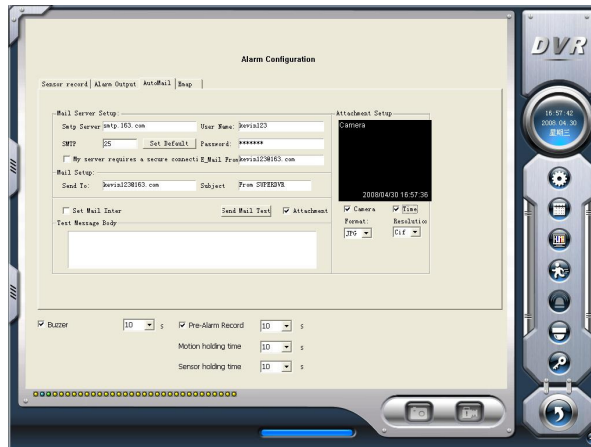 DVR
Alarm Configuration
Sensor record Alarm Output AutoMail Emap
Mail Server Setup:
Smtp Server smtp.163.com User Name: kevin123
SMTP 25 Set Default Password: *******
My server requires a secure connecti E_Mail From kevin123@163.com
Mail Setup:
Send To: kevin123@163.com Subject From SUPERDVR
Set Mail Inter Send Mail Test Attachment
Text Message Body
Attachment Setup
Camera
2008/04/30 16:57:36
Camera Time
Format: Resolutio
JPG Cif
Buzzer 10 s Pre-Alarm Record 10 s
Motion holding time 10 s
Sensor holding time 10 s
16:57:42
2008.04.30
星期三